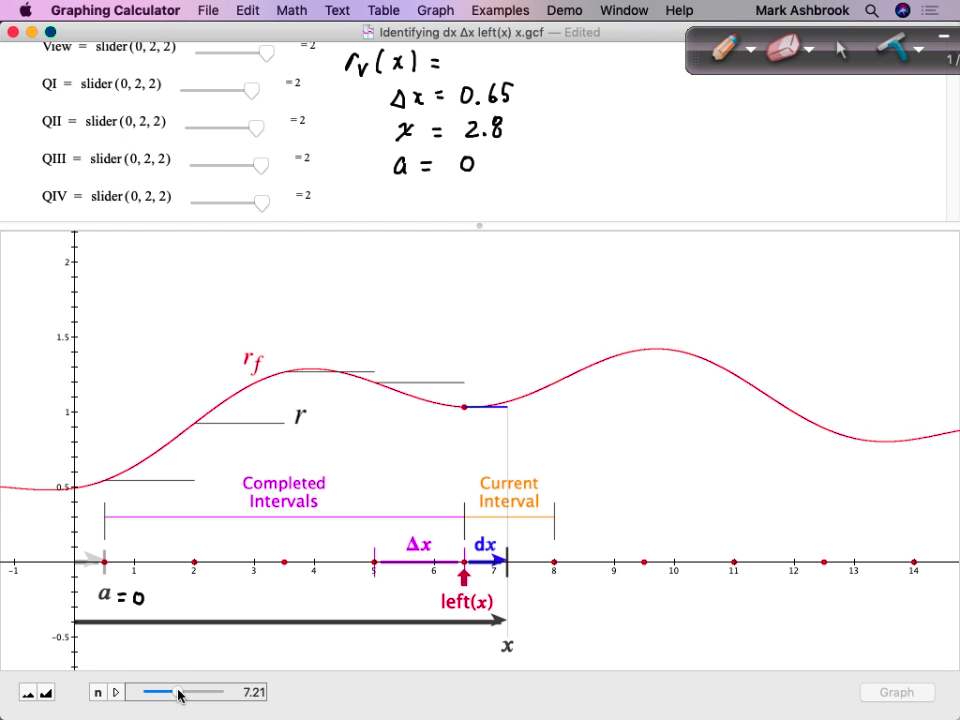 Graphing Calculator File Edit Math Text Table Graph Examples Demo Window Help Mark Ashbrook
Identifying dx Δx left(x) x.gcf — Edited
View = slider(0, 2, 2) = 2
QI = slider(0, 2, 2) = 2
QII = slider(0, 2, 2) = 2
QIII = slider(0, 2, 2) = 2
QIV = slider(0, 2, 2) = 2
r_v(x) =
Δx = 0.65
x = 2.8
a = 0
1/
2
1.5
1
0.5
-0.5
r_f
r
Completed
Intervals
Current
Interval
Δx dx
-1 1 2 3 4 5 6 7 8 9 10 11 12 13 14
a = 0
left(x)
x
n 7.21 Graph